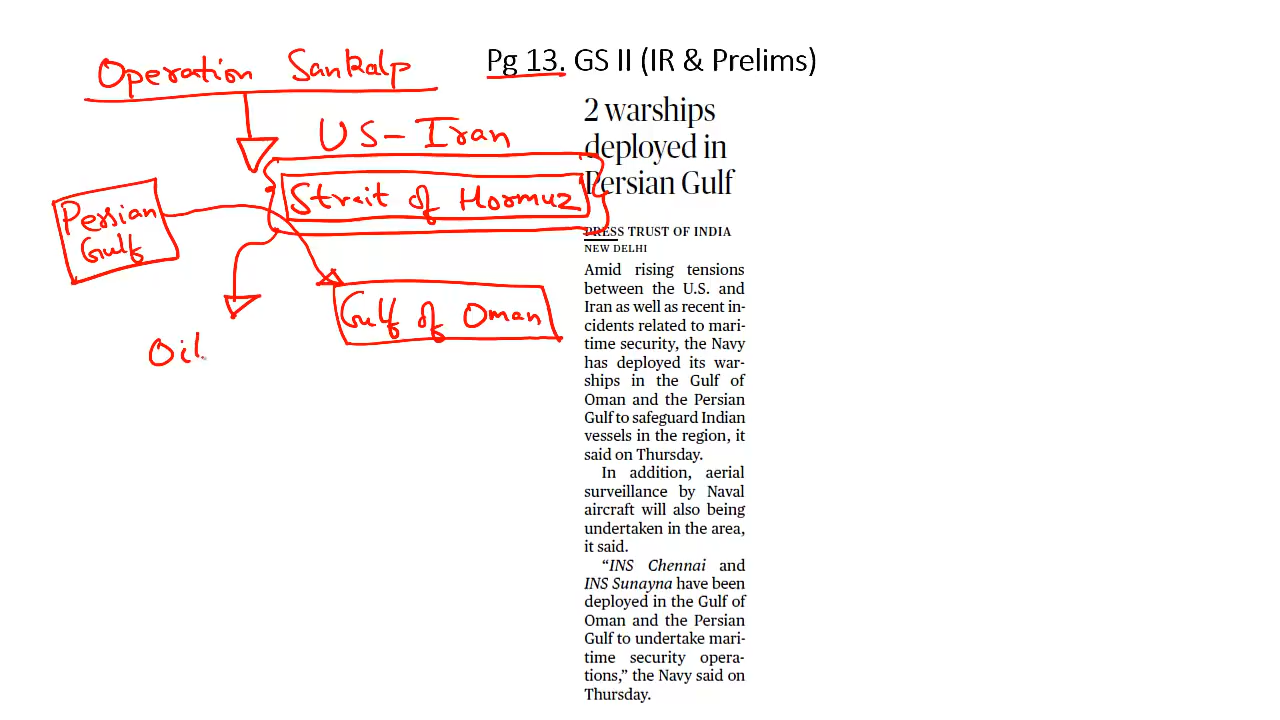 Operation Sankalp
US-Iran
Strait of Hormuz
Persian
Gulf
Gulf of Oman
Oil
Pg 13. GS II (IR & Prelims)
2 warships
deployed in
Persian Gulf
PRESS TRUST OF INDIA
NEW DELHI
Amid rising tensions
between the U.S. and
Iran as well as recent in-
cidents related to mari-
time security, the Navy
has deployed its war-
ships in the Gulf of
Oman and the Persian
Gulf to safeguard Indian
vessels in the region, it
said on Thursday.
In addition, aerial
surveillance by Naval
aircraft will also being
undertaken in the area,
it said.
“INS Chennai and
INS Sunayna have been
deployed in the Gulf of
Oman and the Persian
Gulf to undertake mari-
time security opera-
tions,” the Navy said on
Thursday.